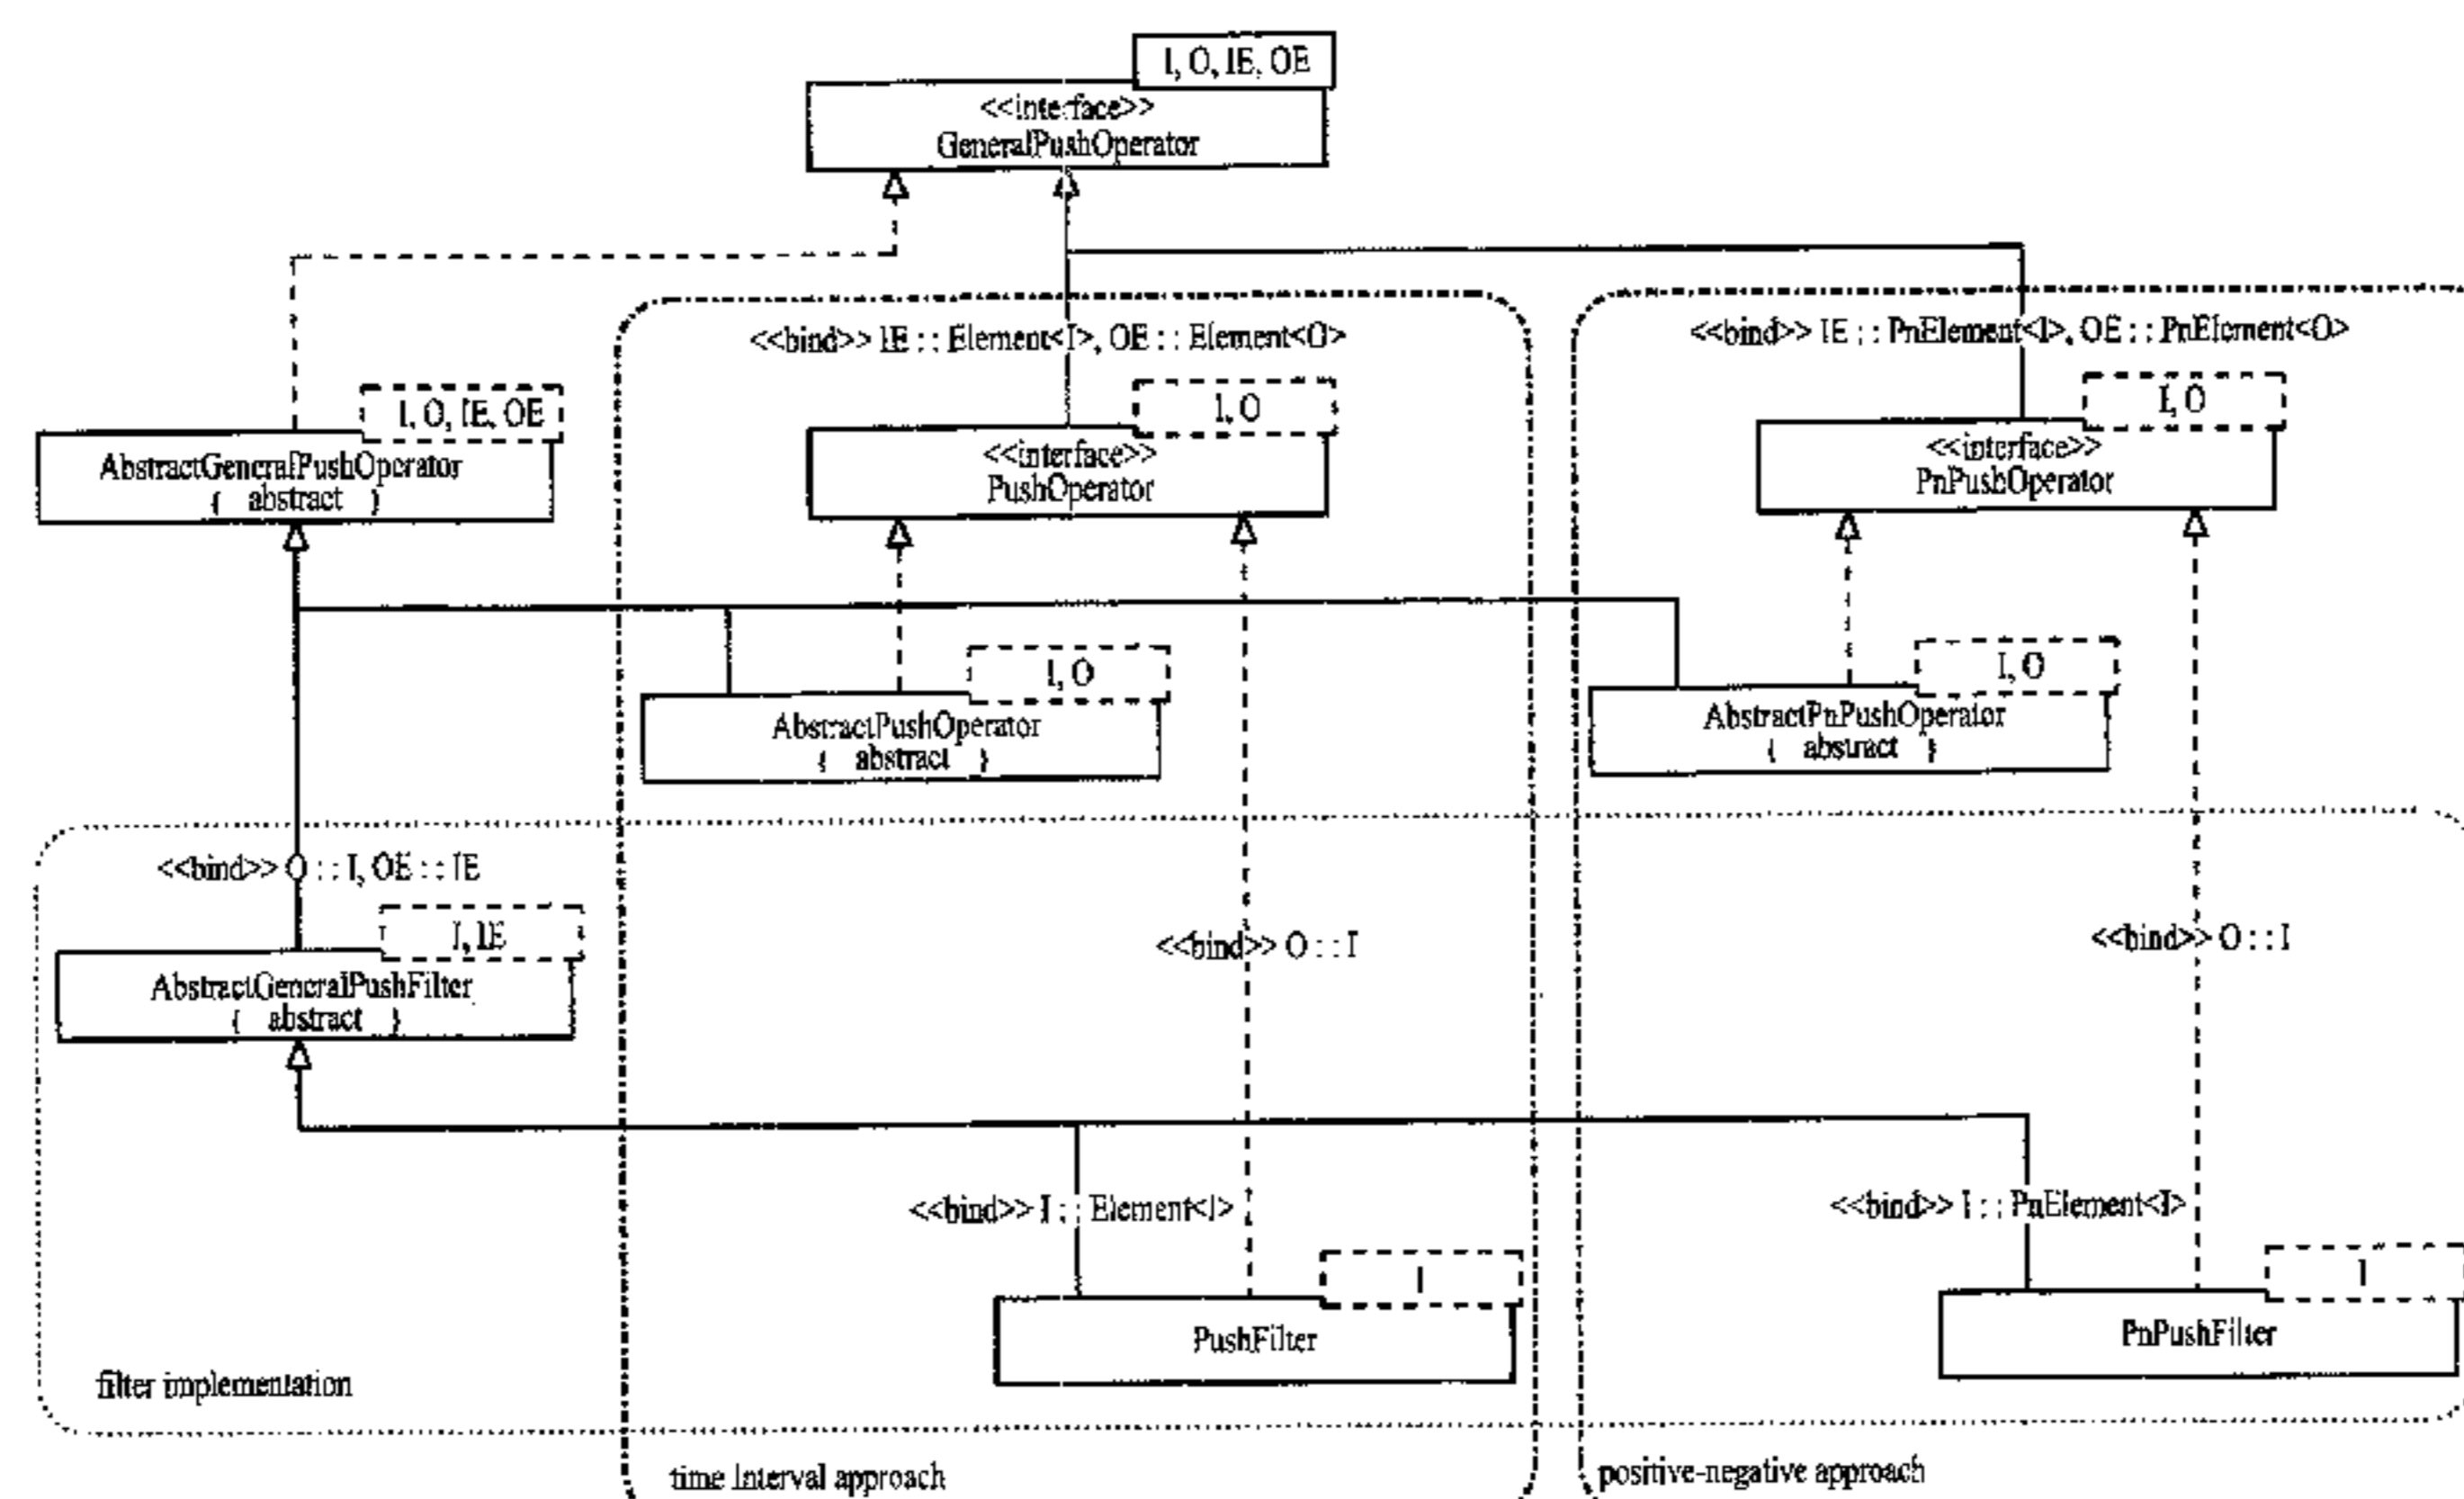 I, O, IE, OE
<<interface>>
GeneralPushOperator
<<bind>> IE : : Element<I>, OE : : Element<O>
<<bind>> IE : : PnElement<I>, OE : : PnElement<O>
I, O, IE, OE
AbstractGeneralPushOperator
{ abstract }
I, O
<<interface>>
PushOperator
I, O
<<interface>>
PnPushOperator
I, O
AbstractPushOperator
{ abstract }
I, O
AbstractPnPushOperator
{ abstract }
<<bind>> O : : I, OE : : IE
I, IE
AbstractGeneralPushFilter
{ abstract }
<<bind>> O : : I
<<bind>> O : : I
<<bind>> I : : Element<I>
<<bind>> I : : PnElement<I>
I
PushFilter
I
PnPushFilter
filter implementation
time Interval approach
positive-negative approach